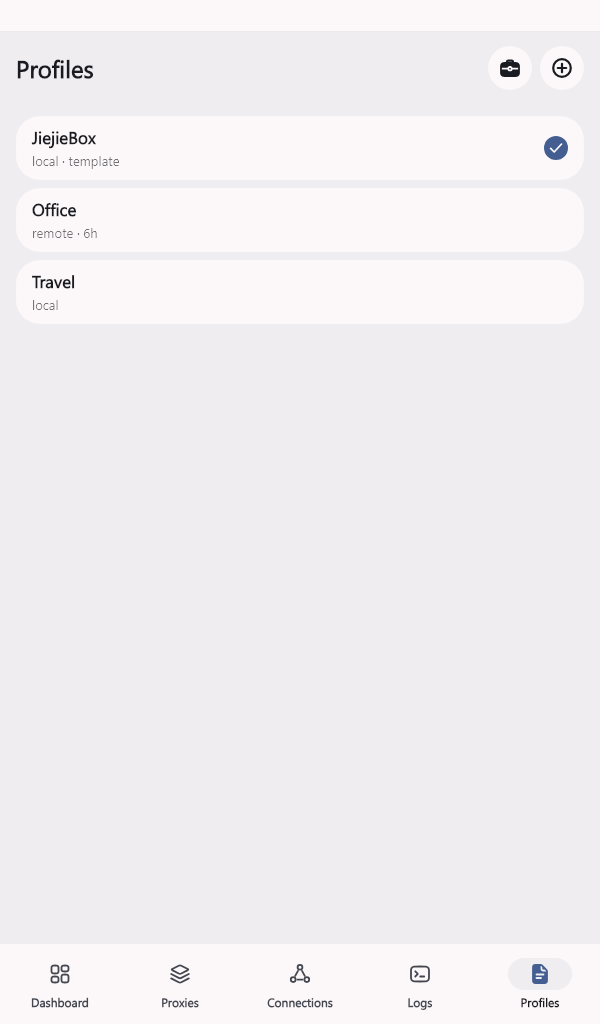 Profiles
JiejieBox
local · template
Office
remote · 6h
Travel
local
Dashboard
Proxies
Connections
Logs
Profiles